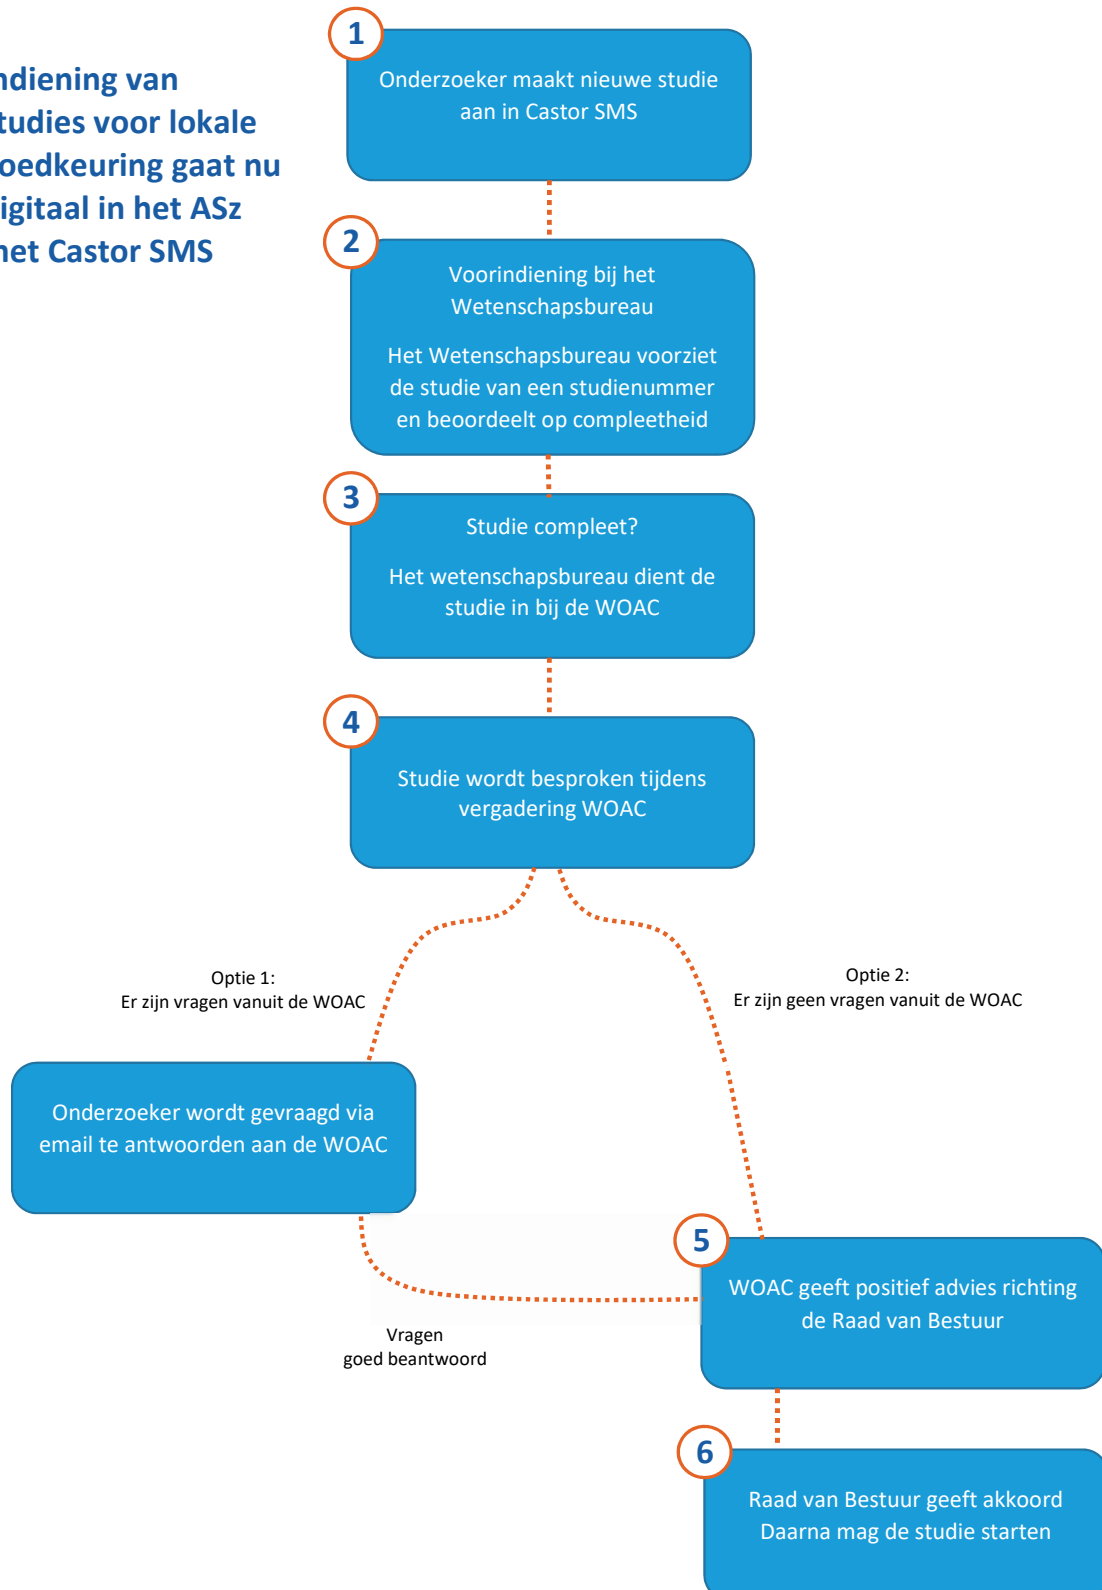 ndiening van
tudies voor lokale
oedkeuring gaat nu
igitaal in het ASz
net Castor SMS
1
Onderzoeker maakt nieuwe studie
aan in Castor SMS
2
Voorindiening bij het
Wetenschapsbureau
Het Wetenschapsbureau voorziet
de studie van een studienummer
en beoordeelt op compleetheid
3
Studie compleet?
Het wetenschapsbureau dient de
studie in bij de WOAC
4
Studie wordt besproken tijdens
vergadering WOAC
Optie 1:
Er zijn vragen vanuit de WOAC
Optie 2:
Er zijn geen vragen vanuit de WOAC
Onderzoeker wordt gevraagd via
email te antwoorden aan de WOAC
Vragen
goed beantwoord
5
WOAC geeft positief advies richting
de Raad van Bestuur
6
Raad van Bestuur geeft akkoord
Daarna mag de studie starten